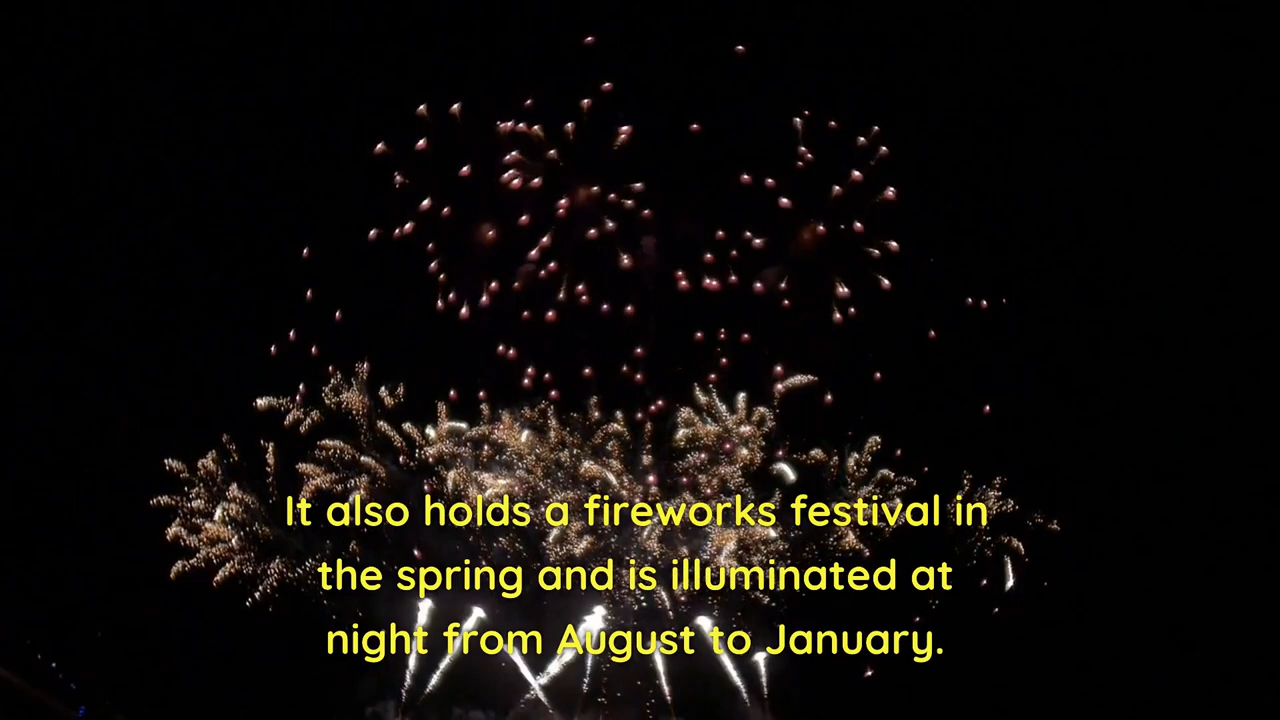 It also holds a fireworks festival in
the spring and is illuminated at
night from August to January.